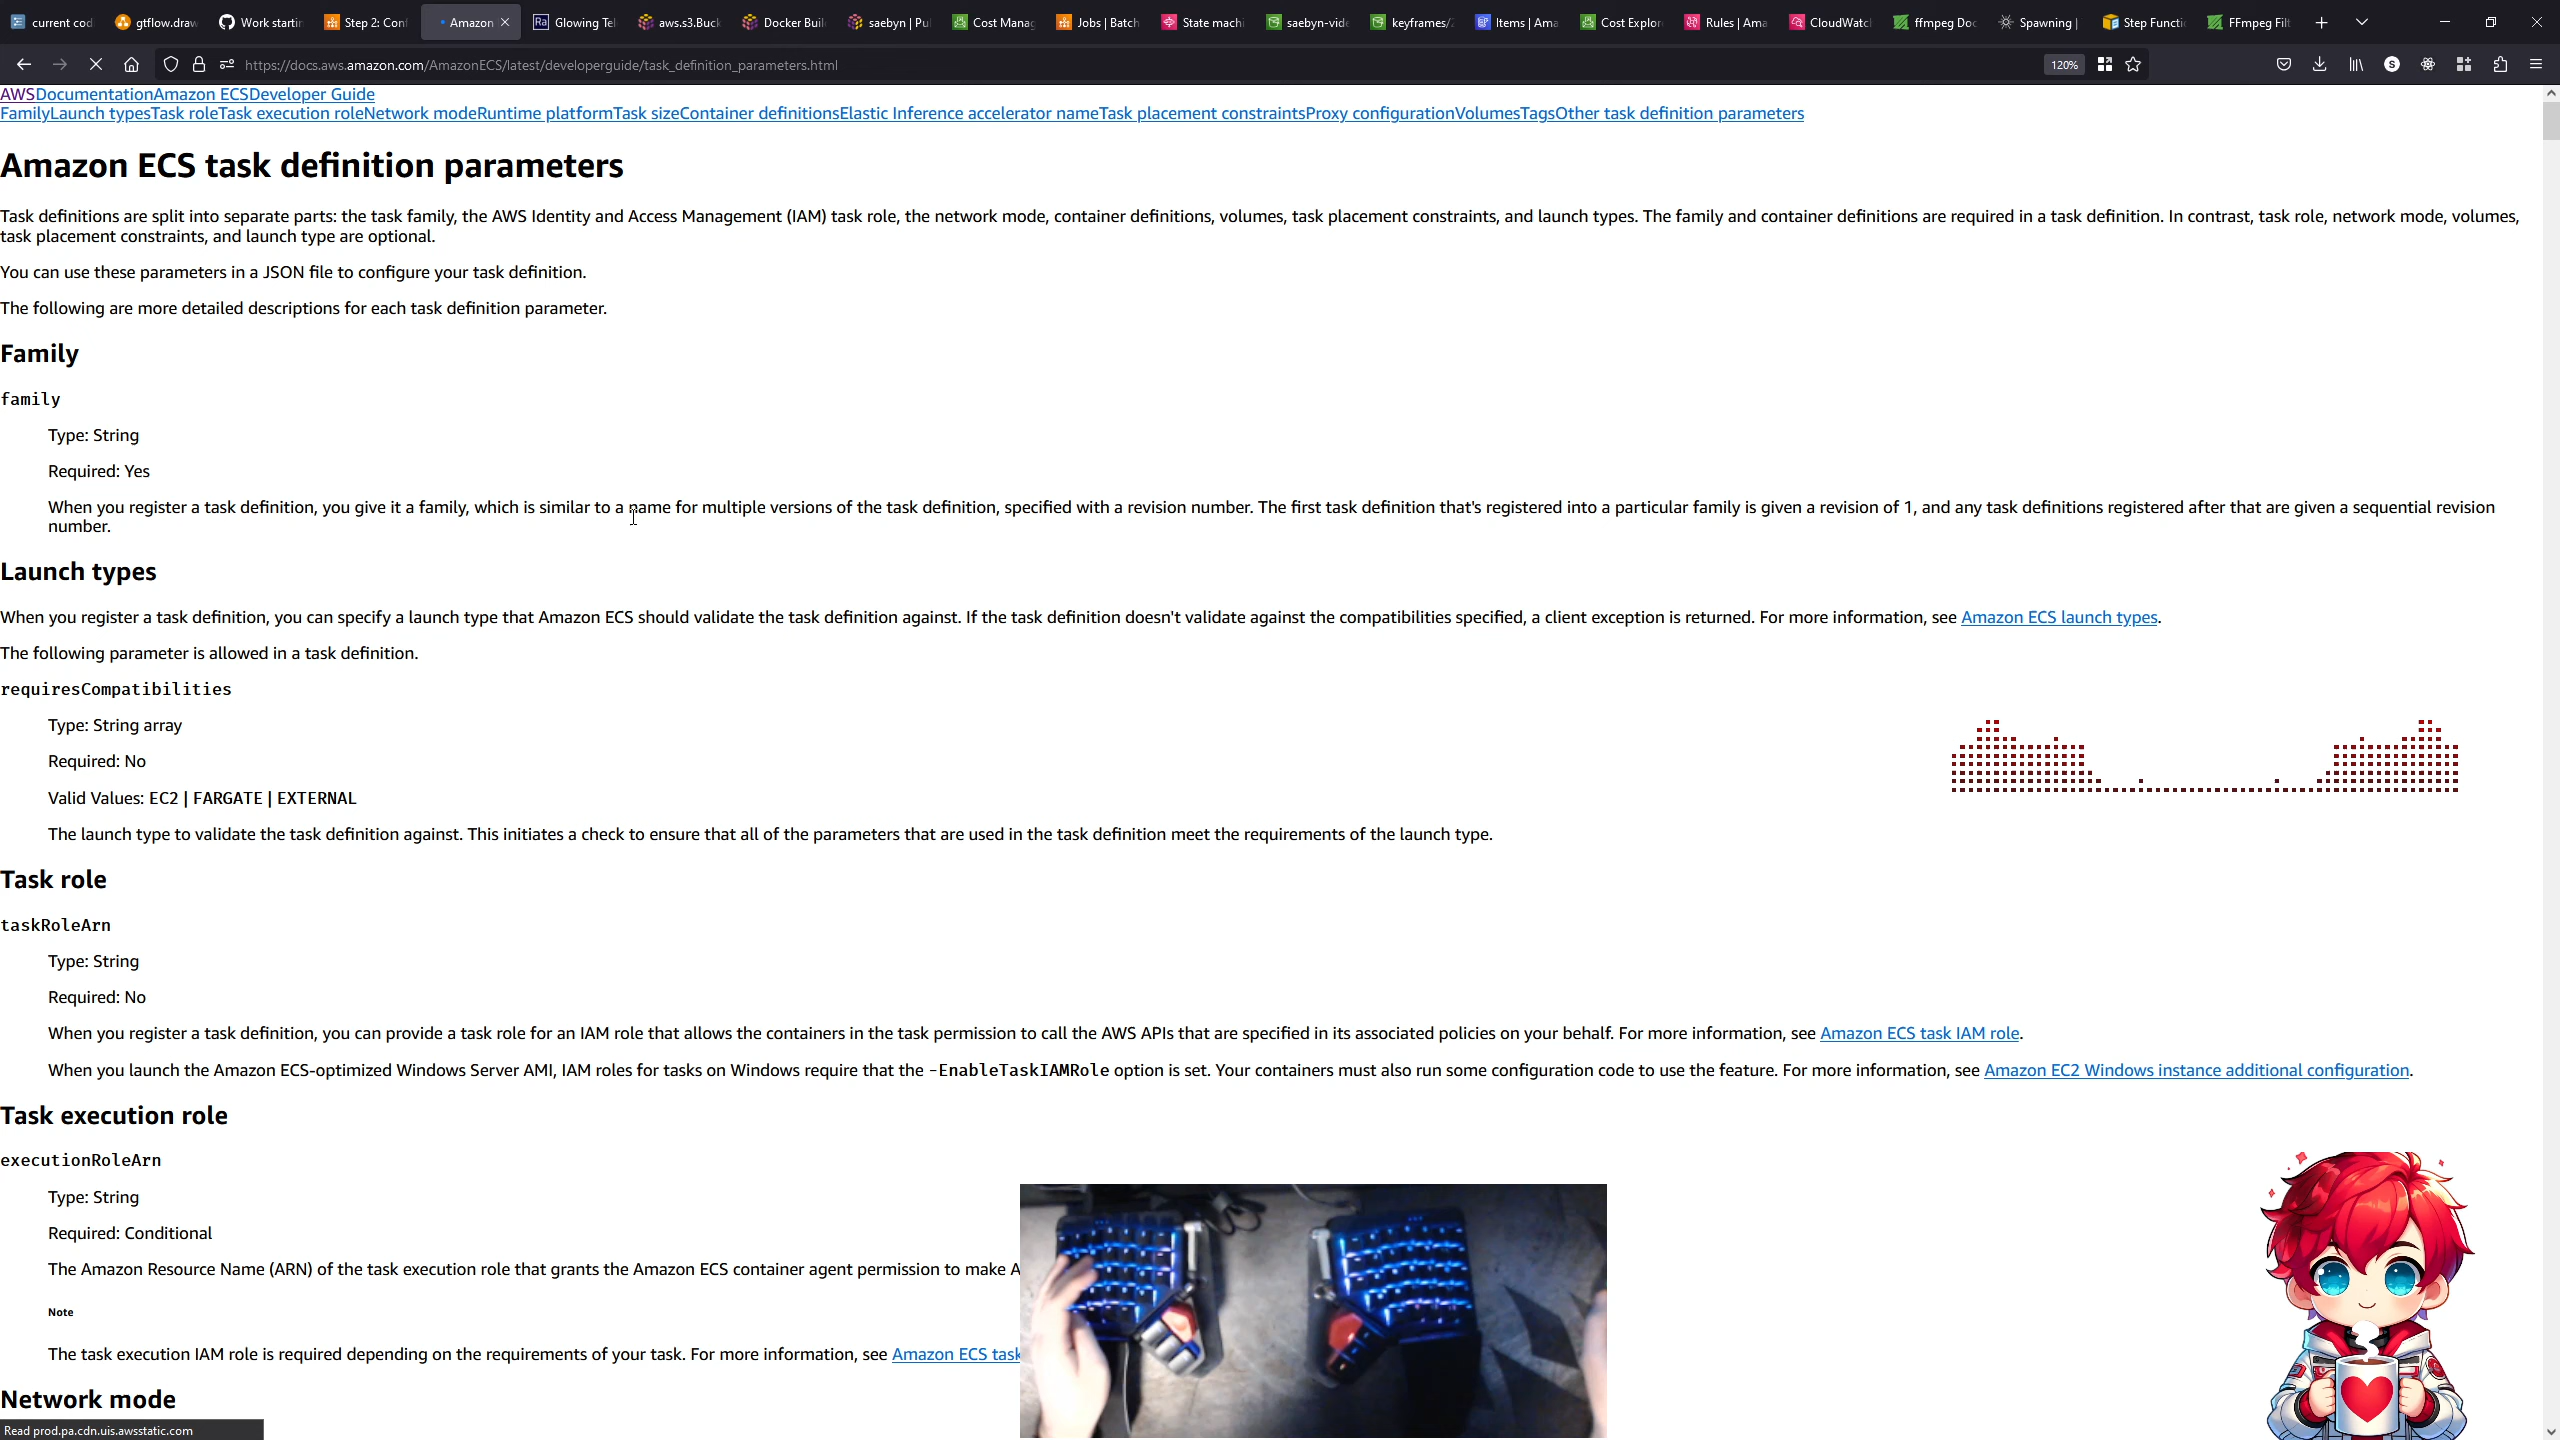 current cod
gtflow.draw
Work startin
Step 2: Conf
Amazon
Glowing Tel
aws.s3.Buck
Docker Buil
saebyn | Pul
Cost Manag
Jobs | Batch
State machi
saebyn-vide
keyframes/2
Items | Ama
Cost Explor
Rules | Ama
CloudWatc
ffmpeg Doc
Spawning |
Step Functio
FFmpeg Filt
https://docs.aws.amazon.com/AmazonECS/latest/developerguide/task_definition_parameters.html
120%
AWSDocumentationAmazon ECSDeveloper Guide
FamilyLaunch typesTask roleTask execution roleNetwork modeRuntime platformTask sizeContainer definitionsElastic Inference accelerator nameTask placement constraintsProxy configurationVolumesTagsOther task definition parameters
Amazon ECS task definition parameters
Task definitions are split into separate parts: the task family, the AWS Identity and Access Management (IAM) task role, the network mode, container definitions, volumes, task placement constraints, and launch types. The family and container definitions are required in a task definition. In contrast, task role, network mode, volumes,
task placement constraints, and launch type are optional.
You can use these parameters in a JSON file to configure your task definition.
The following are more detailed descriptions for each task definition parameter.
Family
family
Type: String
Required: Yes
When you register a task definition, you give it a family, which is similar to a name for multiple versions of the task definition, specified with a revision number. The first task definition that's registered into a particular family is given a revision of 1, and any task definitions registered after that are given a sequential revision
number.
Launch types
When you register a task definition, you can specify a launch type that Amazon ECS should validate the task definition against. If the task definition doesn't validate against the compatibilities specified, a client exception is returned. For more information, see Amazon ECS launch types.
The following parameter is allowed in a task definition.
requiresCompatibilities
Type: String array
Required: No
Valid Values: EC2 | FARGATE | EXTERNAL
The launch type to validate the task definition against. This initiates a check to ensure that all of the parameters that are used in the task definition meet the requirements of the launch type.
Task role
taskRoleArn
Type: String
Required: No
When you register a task definition, you can provide a task role for an IAM role that allows the containers in the task permission to call the AWS APIs that are specified in its associated policies on your behalf. For more information, see Amazon ECS task IAM role.
When you launch the Amazon ECS-optimized Windows Server AMI, IAM roles for tasks on Windows require that the -EnableTaskIAMRole option is set. Your containers must also run some configuration code to use the feature. For more information, see Amazon EC2 Windows instance additional configuration.
Task execution role
executionRoleArn
Type: String
Required: Conditional
The Amazon Resource Name (ARN) of the task execution role that grants the Amazon ECS container agent permission to make A
Note
The task execution IAM role is required depending on the requirements of your task. For more information, see Amazon ECS task
Network mode
Read prod.pa.cdn.uis.awsstatic.com